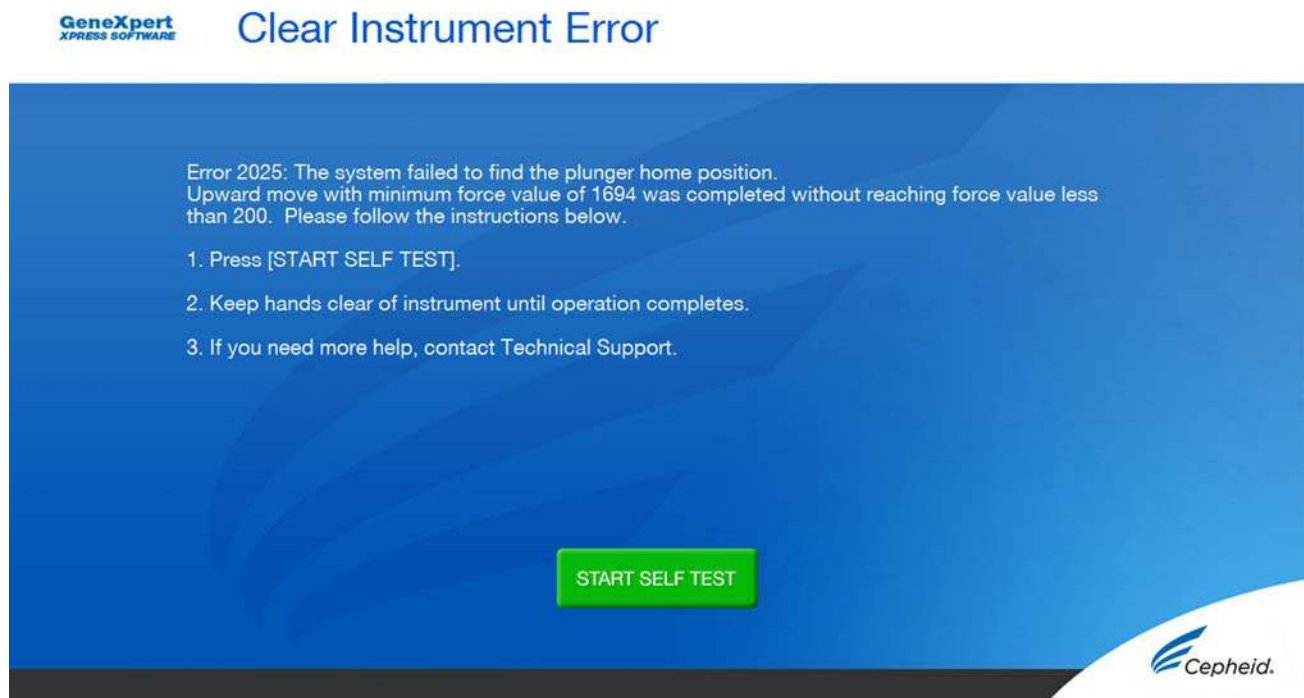 GeneXpert
XPRESS SOFTWARE
Clear Instrument Error
Error 2025: The system failed to find the plunger home position.
Upward move with minimum force value of 1694 was completed without reaching force value less
than 200.  Please follow the instructions below.
1. Press [START SELF TEST].
2. Keep hands clear of instrument until operation completes.
3. If you need more help, contact Technical Support.
START SELF TEST
Cepheid.